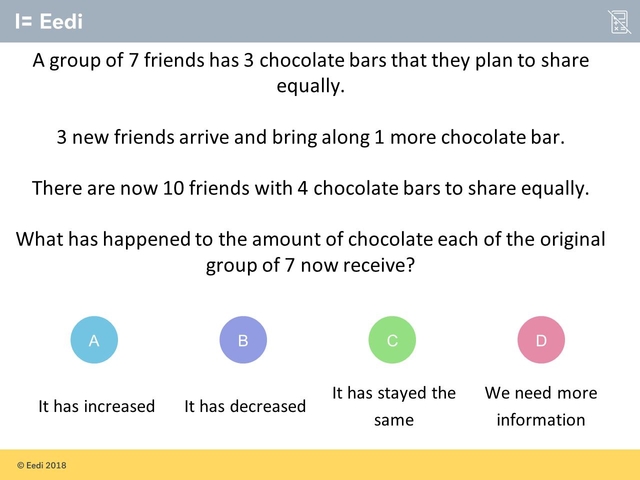 I= Eedi
A group of 7 friends has 3 chocolate bars that they plan to share
equally.
3 new friends arrive and bring along 1 more chocolate bar.
There are now 10 friends with 4 chocolate bars to share equally.
What has happened to the amount of chocolate each of the original
group of 7 now receive?
A
It has increased
B
It has decreased
C
It has stayed the
same
D
We need more
information
© Eedi 2018